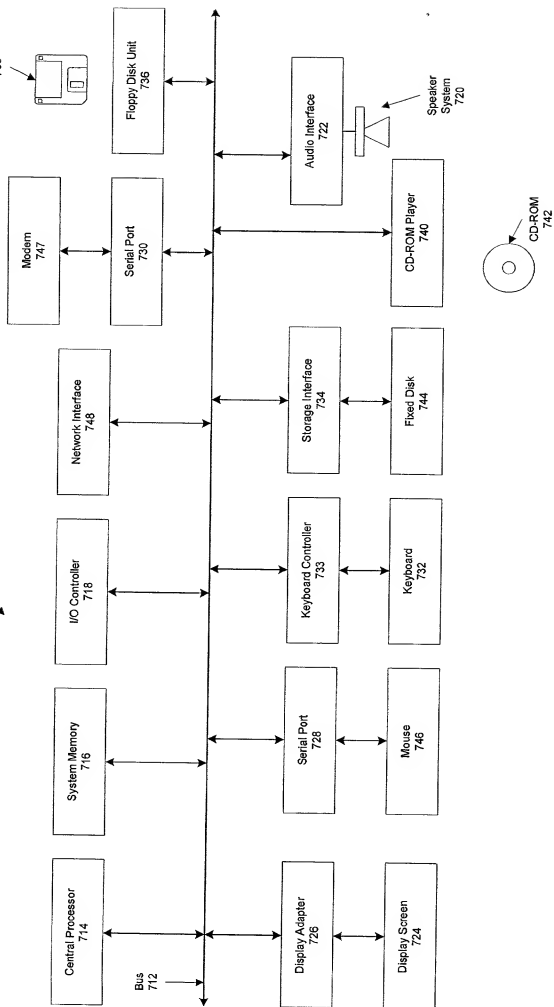 Floppy Disk Unit
736
Modem
747
Serial Port
730
Network Interface
748
I/O Controller
718
System Memory
716
Central Processor
714
Bus
712
Audio Interface
722
Speaker
System
720
CD-ROM Player
740
CD-ROM
742
Storage Interface
734
Fixed Disk
744
Keyboard Controller
733
Keyboard
732
Serial Port
728
Mouse
746
Display Adapter
726
Display Screen
724